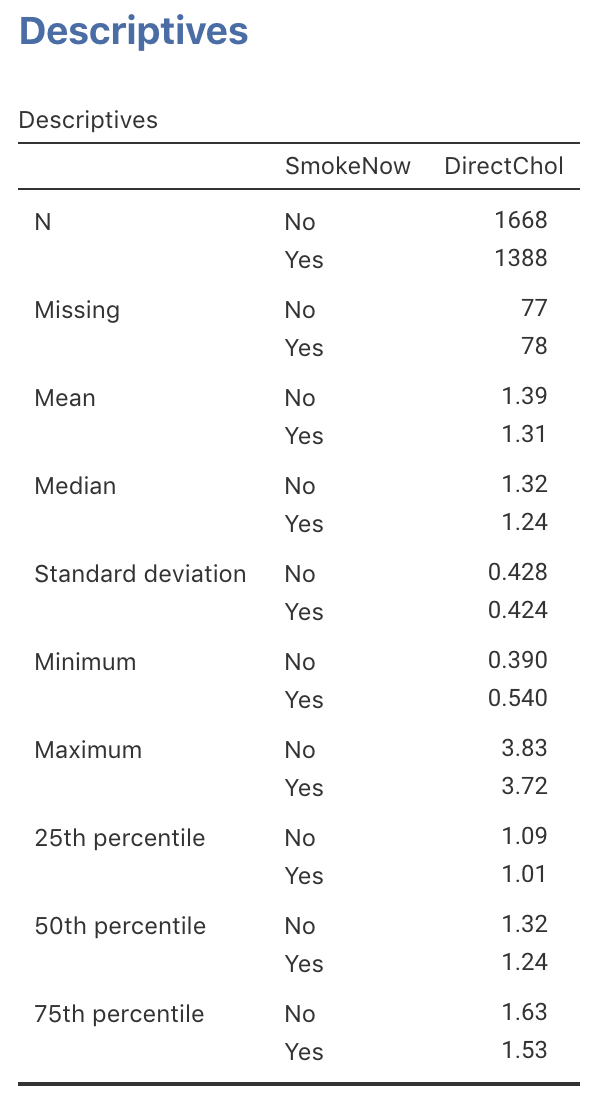 Descriptives
Descriptives
SmokeNow DirectChol
N No 1668
Yes 1388
Missing No 77
Yes 78
Mean No 1.39
Yes 1.31
Median No 1.32
Yes 1.24
Standard deviation No 0.428
Yes 0.424
Minimum No 0.390
Yes 0.540
Maximum No 3.83
Yes 3.72
25th percentile No 1.09
Yes 1.01
50th percentile No 1.32
Yes 1.24
75th percentile No 1.63
Yes 1.53